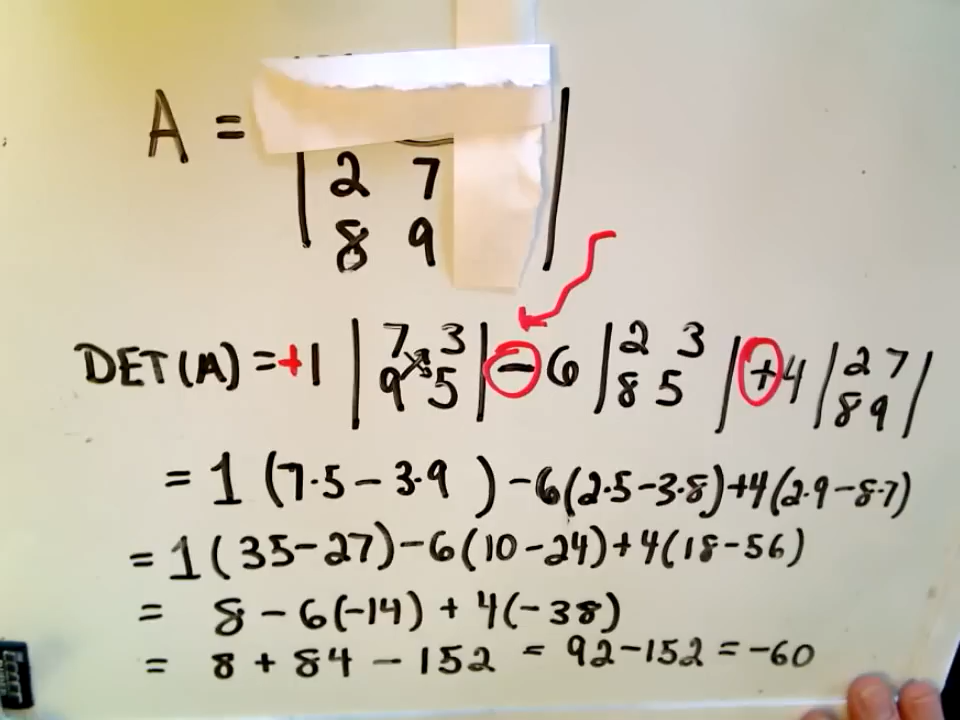 A =
| 2 7 |
| 8 9 |
DET(A) = +1 | 7 3 | − 6 | 2 3 | + 4 | 2 7 |
9 5 8 5 8 9
= 1 (7·5 − 3·9 ) − 6(2·5 − 3·8) + 4(2·9 − 8·7)
= 1 (35 − 27) − 6(10 − 24) + 4(18 − 56)
= 8 − 6(−14) + 4(−38)
= 8 + 84 − 152 = 92 − 152 = −60